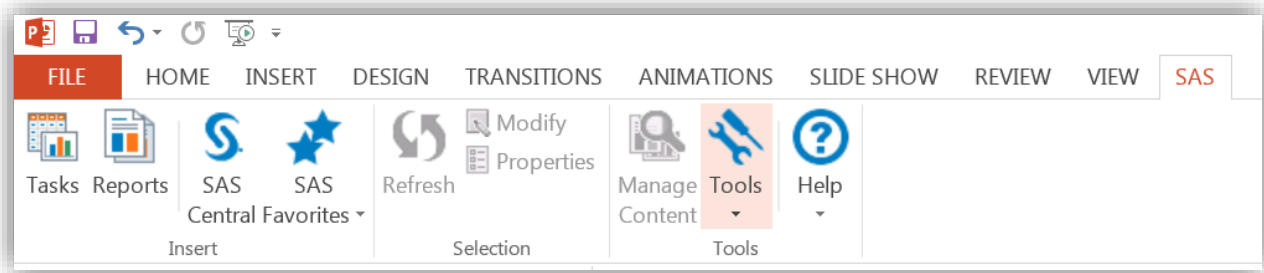 FILE HOME INSERT DESIGN TRANSITIONS ANIMATIONS SLIDE SHOW REVIEW VIEW SAS
Tasks Reports SAS Central SAS Favorites
Insert
Refresh Modify
Properties
Selection
Manage Content Tools Help
Tools